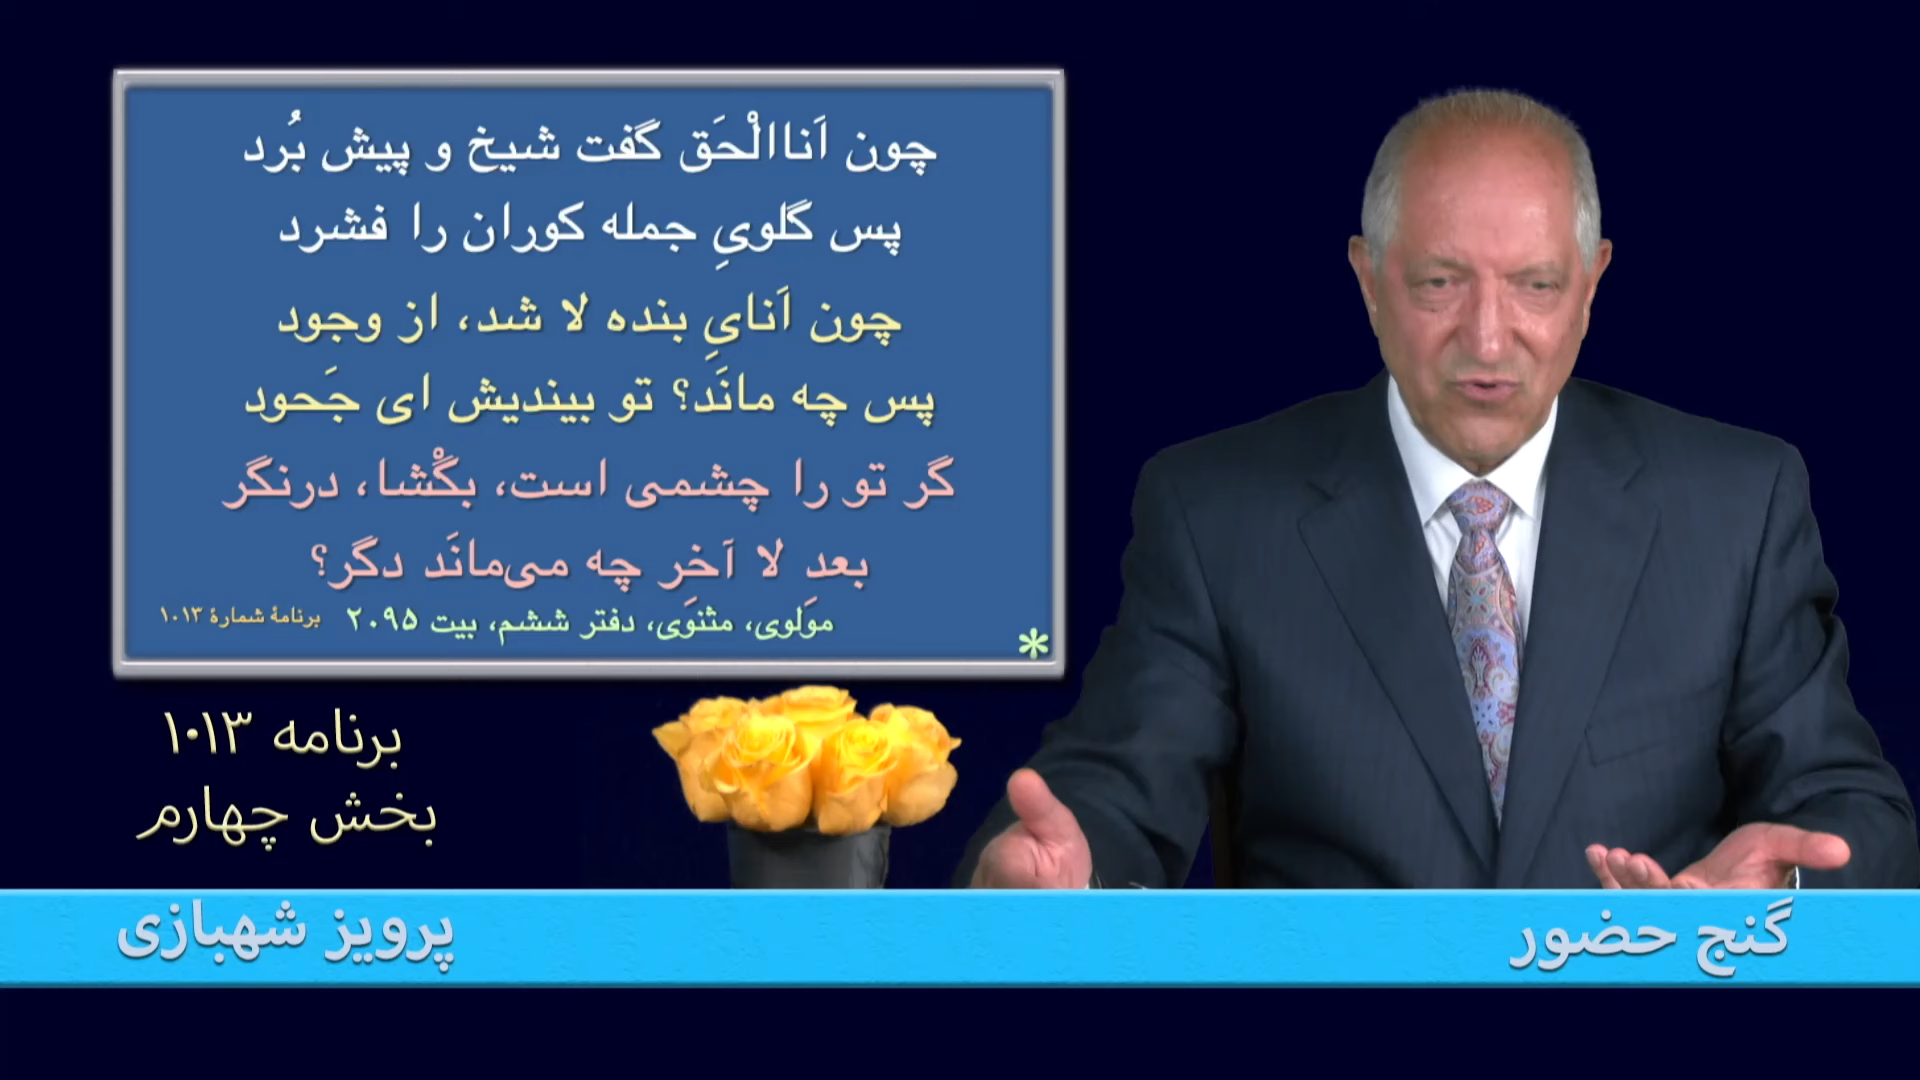 چون اَناالْحَق گفت شیخ و پیش بُرد
پس گلویِ جمله کوران را فشرد
چون اَنایِ بنده لا شد، از وجود
پس چه مانَد؟ تو بیندیش ای جَحود
گر تو را چشمی است، بگْشا، درنگر
بعدِ لا آخِر چه می‌مانَد دگر؟
مولَوی، مثنوَی، دفتر ششم، بیت ۲۰۹۵
برنامهٔ شمارهٔ ۱۰۱۳
*
برنامه ۱۰۱۳
بخش چهارم
گنج حضور
پرویز شهبازی